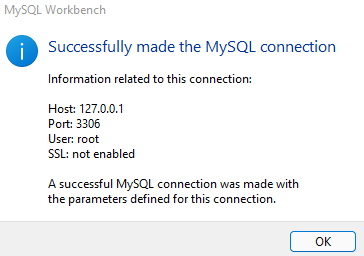 MySQL Workbench
Successfully made the MySQL connection
Information related to this connection:
Host: 127.0.0.1
Port: 3306
User: root
SSL: not enabled
A successful MySQL connection was made with
the parameters defined for this connection.
OK